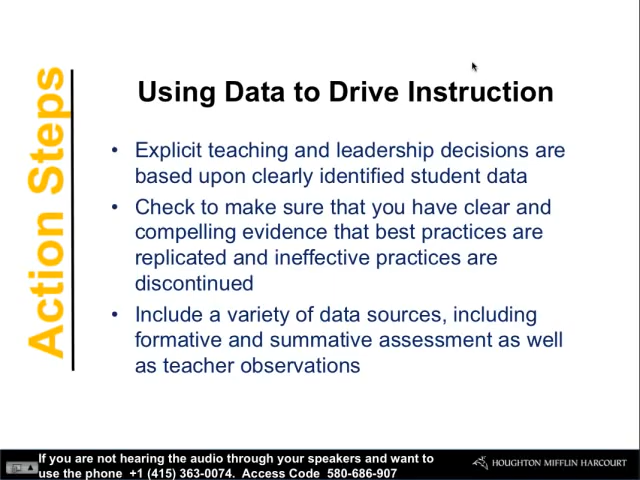 Action Steps
Using Data to Drive Instruction
• Explicit teaching and leadership decisions are
based upon clearly identified student data
• Check to make sure that you have clear and
compelling evidence that best practices are
replicated and ineffective practices are
discontinued
• Include a variety of data sources, including
formative and summative assessment as well
as teacher observations
If you are not hearing the audio through your speakers and want to
use the phone +1 (415) 363-0074. Access Code 580-686-907
HOUGHTON MIFFLIN HARCOURT